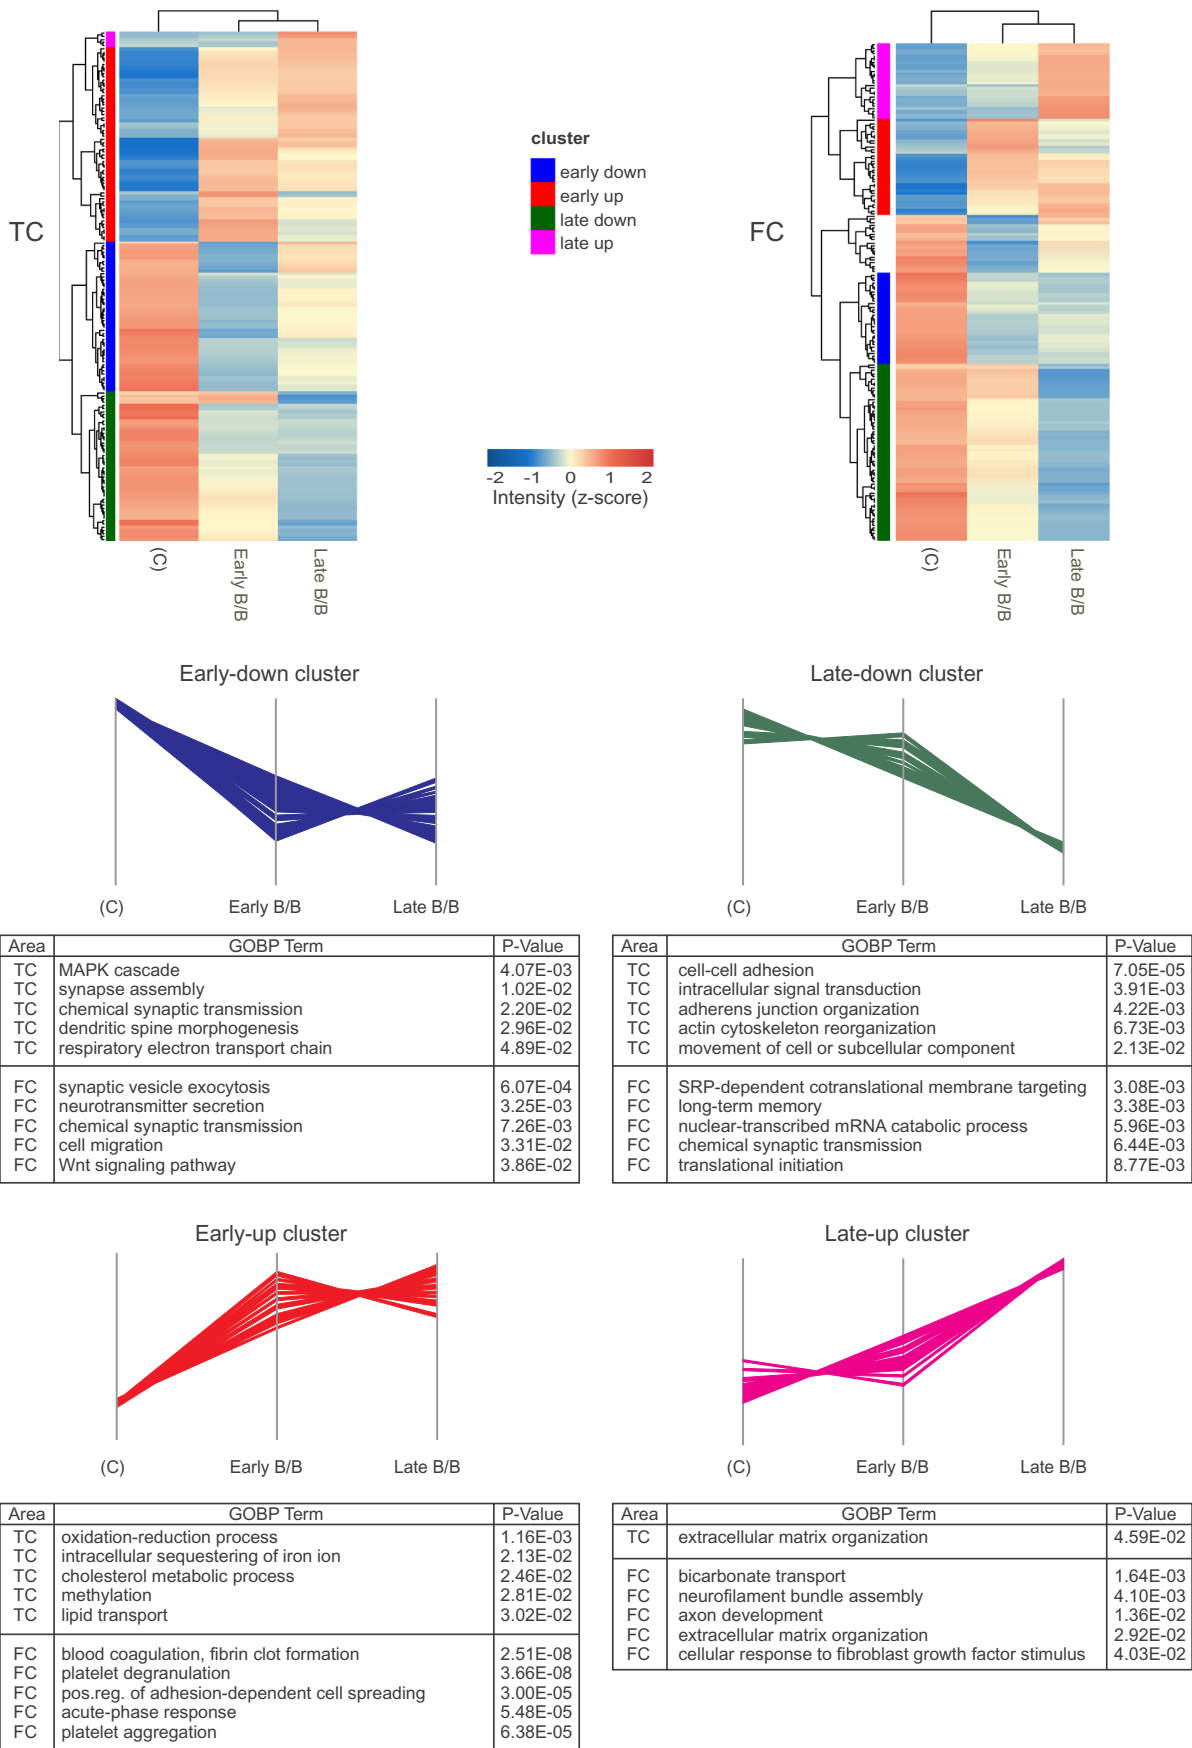 TC
cluster
early down
early up
late down
late up
FC
-2 -1 0 1 2
Intensity (z-score)
(C) Early B/B Late B/B
(C) Early B/B Late B/B
Early-down cluster
(C) Early B/B Late B/B
Area GOBP Term P-Value
TC MAPK cascade 4.07E-03
TC synapse assembly 1.02E-02
TC chemical synaptic transmission 2.20E-02
TC dendritic spine morphogenesis 2.96E-02
TC respiratory electron transport chain 4.89E-02
FC synaptic vesicle exocytosis 6.07E-04
FC neurotransmitter secretion 3.25E-03
FC chemical synaptic transmission 7.26E-03
FC cell migration 3.31E-02
FC Wnt signaling pathway 3.86E-02
Late-down cluster
(C) Early B/B Late B/B
Area GOBP Term P-Value
TC cell-cell adhesion 7.05E-05
TC intracellular signal transduction 3.91E-03
TC adherens junction organization 4.22E-03
TC actin cytoskeleton reorganization 6.73E-03
TC movement of cell or subcellular component 2.13E-02
FC SRP-dependent cotranslational membrane targeting 3.08E-03
FC long-term memory 3.38E-03
FC nuclear-transcribed mRNA catabolic process 5.96E-03
FC chemical synaptic transmission 6.44E-03
FC translational initiation 8.77E-03
Early-up cluster
(C) Early B/B Late B/B
Area GOBP Term P-Value
TC oxidation-reduction process 1.16E-03
TC intracellular sequestering of iron ion 2.13E-02
TC cholesterol metabolic process 2.46E-02
TC methylation 2.81E-02
TC lipid transport 3.02E-02
FC blood coagulation, fibrin clot formation 2.51E-08
FC platelet degranulation 3.66E-08
FC pos.reg. of adhesion-dependent cell spreading 3.00E-05
FC acute-phase response 5.48E-05
FC platelet aggregation 6.38E-05
Late-up cluster
(C) Early B/B Late B/B
Area GOBP Term P-Value
TC extracellular matrix organization 4.59E-02
FC bicarbonate transport 1.64E-03
FC neurofilament bundle assembly 4.10E-03
FC axon development 1.36E-02
FC extracellular matrix organization 2.92E-02
FC cellular response to fibroblast growth factor stimulus 4.03E-02